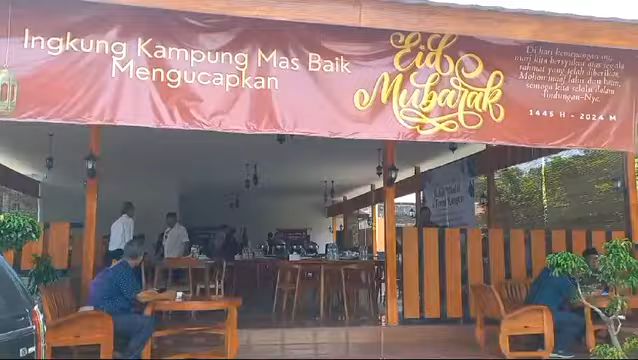 Ingkung Kampung Mas Baik
Mengucapkan
Eid
Mubarak
Di hari kemenangan ini,
mari kita bersyukur atas segala
rahmat yang telah diberikan.
Mohon maaf lahir dan batin,
semoga kita selalu dalam
lindungan-Nya.
1445 H - 2024 M